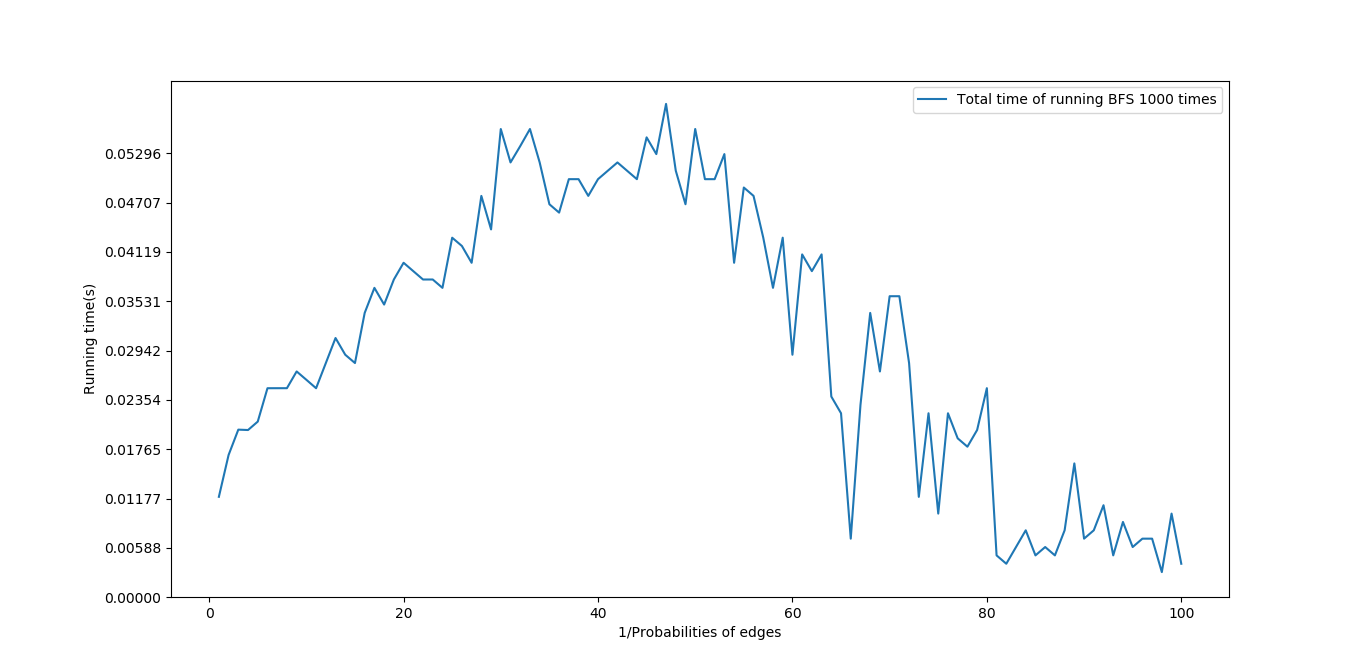 Total time of running BFS 1000 times
0.05296
0.04707
0.04119
0.03531
0.02942
0.02354
0.01765
0.01177
0.00588
0.00000
Running time(s)
0 20 40 60 80 100
1/Probabilities of edges